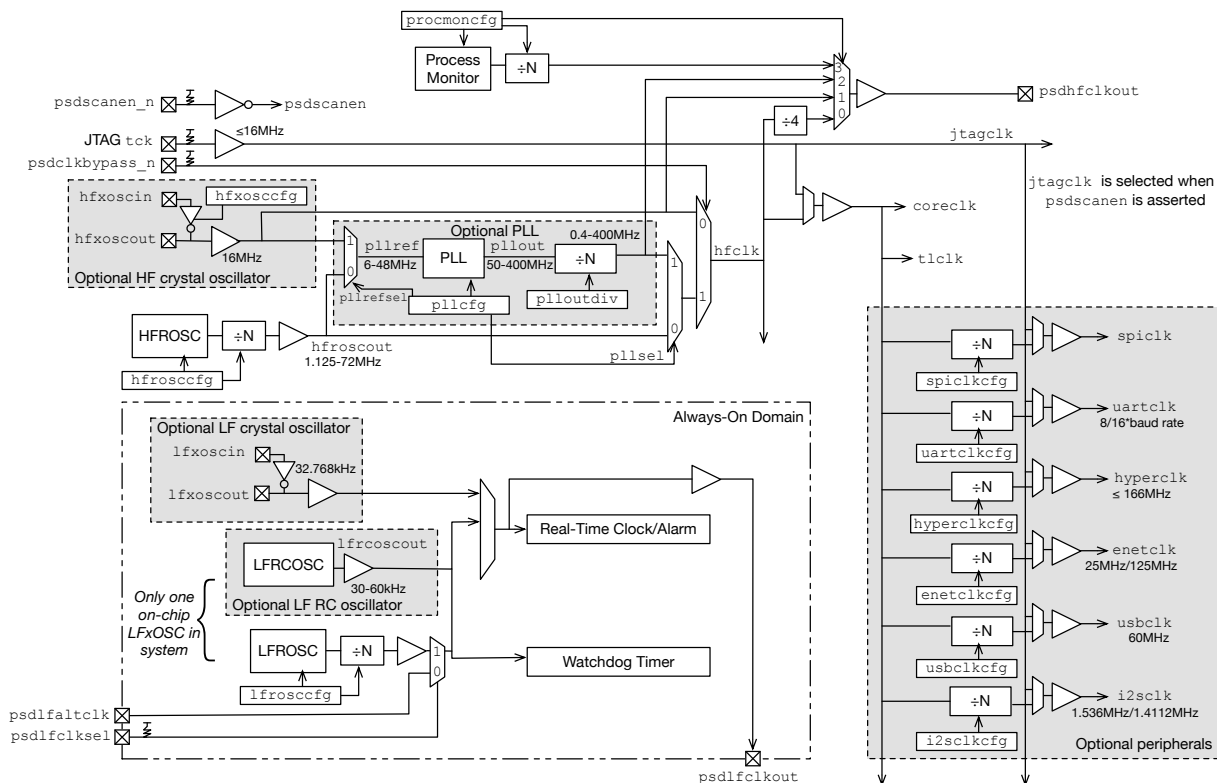 procmoncfg
Process
Monitor
÷N
3
2
1
0
psdhfclkout
÷4
psdscanen_n
psdscanen
≤16MHz
JTAG tck
jtagclk
psdclkbypass_n
jtagclk is selected when
psdscanen is asserted
hfxoscin
hfxosccfg
hfxoscout
16MHz
Optional HF crystal oscillator
Optional PLL
0.4-400MHz
1
0
pllref
6-48MHz
PLL
pllout
50-400MHz
÷N
pllrefsel
pllcfg
plloutdiv
1
0
0
1
hfclk
coreclk
tlclk
HFROSC
÷N
hfroscout
1.125-72MHz
pllsel
hfrosccfg
÷N
spiclk
spiclkcfg
÷N
uartclk
8/16*baud rate
uartclkcfg
÷N
hyperclk
≤ 166MHz
hyperclkcfg
÷N
enetclk
25MHz/125MHz
enetclkcfg
÷N
usbclk
60MHz
usbclkcfg
÷N
i2sclk
1.536MHz/1.4112MHz
i2sclkcfg
Optional peripherals
Always-On Domain
Optional LF crystal oscillator
lfxoscin
32.768kHz
lfxoscout
Real-Time Clock/Alarm
lfrcoscout
LFRCOSC
30-60kHz
Optional LF RC oscillator
Only one
on-chip
LFxOSC in
system
LFROSC
÷N
1
0
Watchdog Timer
lfrosccfg
psdlfaltclk
psdlfclksel
psdlfclkout